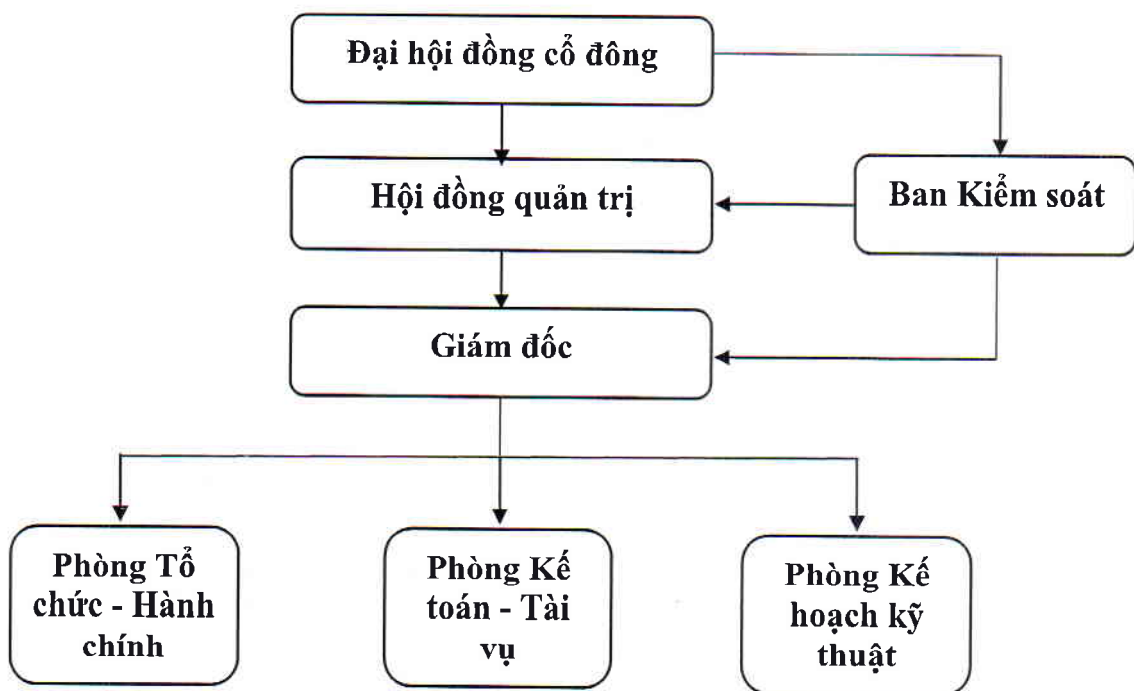 Đại hội đồng cổ đông
Hội đồng quản trị
Ban Kiểm soát
Giám đốc
Phòng Tổ
chức - Hành
chính
Phòng Kế
toán - Tài
vụ
Phòng Kế
hoạch kỹ
thuật